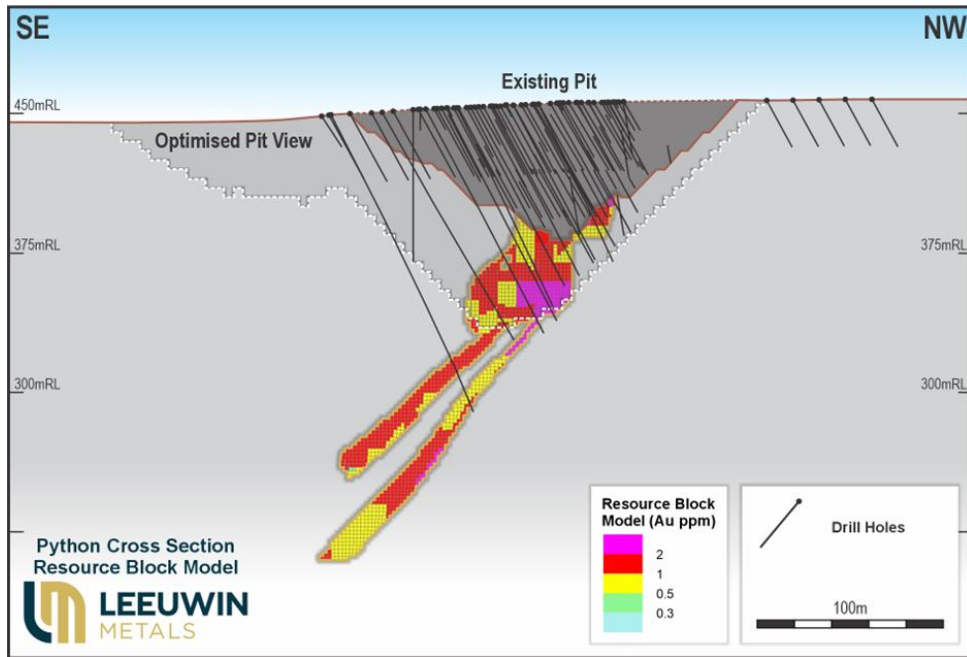 SE
NW
Existing Pit
450mRL
Optimised Pit View
375mRL
375mRL
300mRL
300mRL
Resource Block
Model (Au ppm)
2
1
0.5
0.3
Drill Holes
100m
Python Cross Section
Resource Block Model
LEEUWIN
METALS